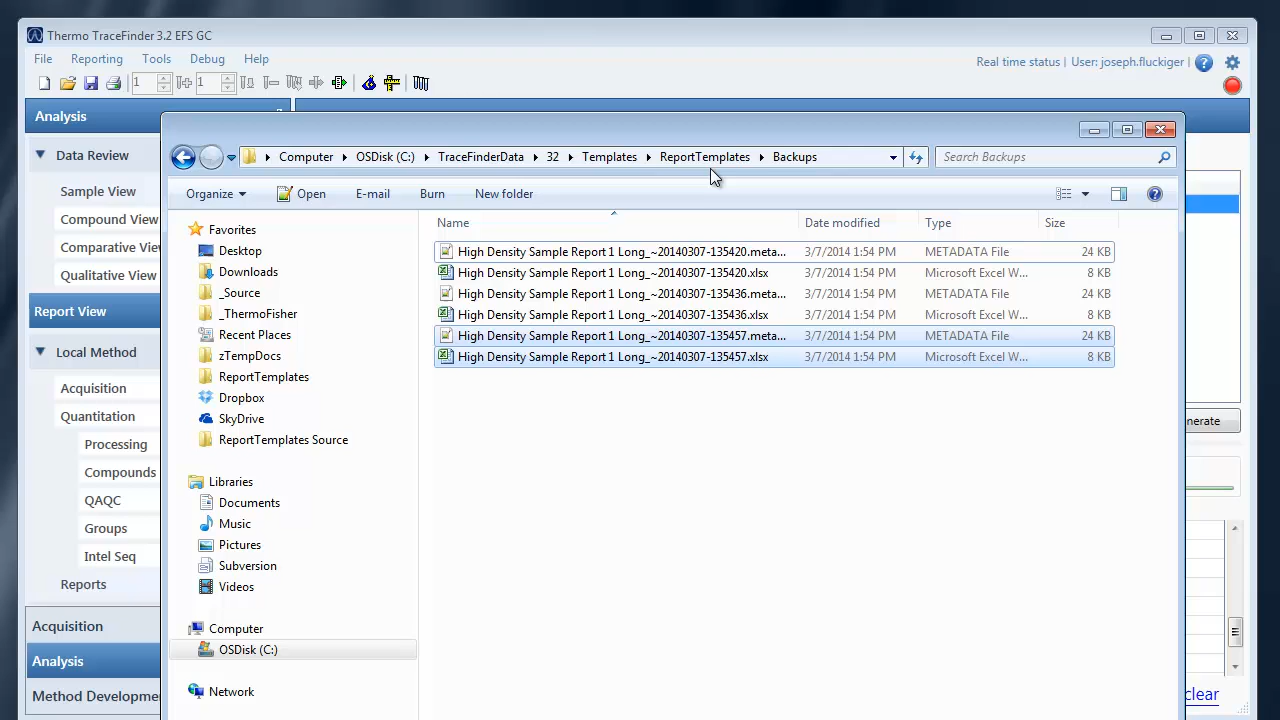 Thermo TraceFinder 3.2 EFS GC
File Reporting Tools Debug Help
Real time status | User: joseph.fluckiger
1 1
Analysis
Data Review
Sample View
Compound View
Comparative Vie
Qualitative View
Report View
Local Method
Acquisition
Quantitation
Processing
Compounds
QAQC
Groups
Intel Seq
Reports
Acquisition
Analysis
Method Developme
Computer OSDisk (C:) TraceFinderData 32 Templates ReportTemplates Backups
Search Backups
Organize Open E-mail Burn New folder
Favorites
Desktop
Downloads
_Source
_ThermoFisher
Recent Places
zTempDocs
ReportTemplates
Dropbox
SkyDrive
ReportTemplates Source
Libraries
Documents
Music
Pictures
Subversion
Videos
Computer
OSDisk (C:)
Network
Name Date modified Type Size
High Density Sample Report 1 Long_~20140307-135420.meta... 3/7/2014 1:54 PM METADATA File 24 KB
High Density Sample Report 1 Long_~20140307-135420.xlsx 3/7/2014 1:54 PM Microsoft Excel W... 8 KB
High Density Sample Report 1 Long_~20140307-135436.meta... 3/7/2014 1:54 PM METADATA File 24 KB
High Density Sample Report 1 Long_~20140307-135436.xlsx 3/7/2014 1:54 PM Microsoft Excel W... 8 KB
High Density Sample Report 1 Long_~20140307-135457.meta... 3/7/2014 1:54 PM METADATA File 24 KB
High Density Sample Report 1 Long_~20140307-135457.xlsx 3/7/2014 1:54 PM Microsoft Excel W... 8 KB
nerate
clear